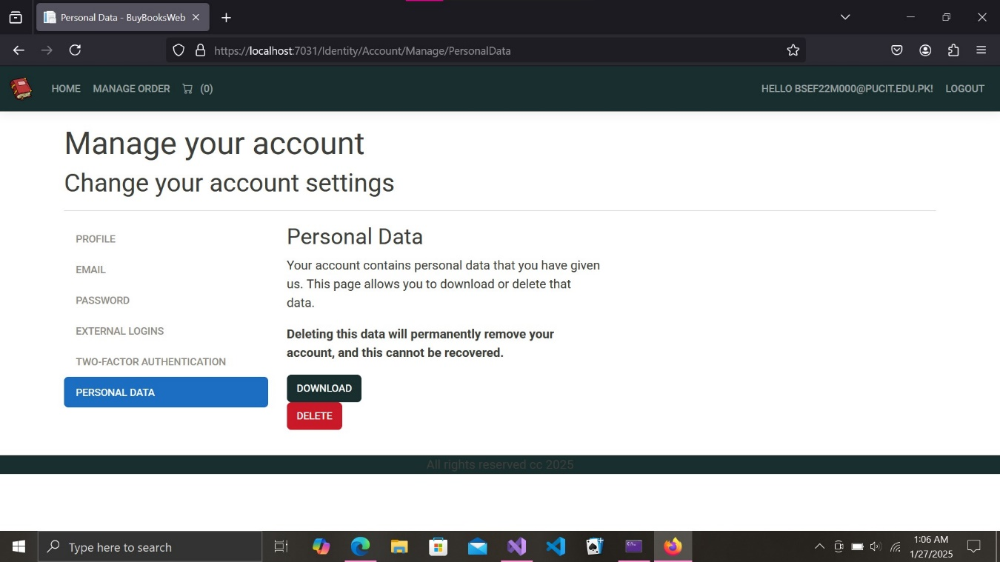 Personal Data - BuyBooksWeb
https://localhost:7031/Identity/Account/Manage/PersonalData
HOME MANAGE ORDER (0) HELLO BSEF22M000@PUCIT.EDU.PK! LOGOUT
Manage your account
Change your account settings
PROFILE
EMAIL
PASSWORD
EXTERNAL LOGINS
TWO-FACTOR AUTHENTICATION
PERSONAL DATA
Personal Data
Your account contains personal data that you have given
us. This page allows you to download or delete that
data.
Deleting this data will permanently remove your
account, and this cannot be recovered.
DOWNLOAD
DELETE
All rights reserved cc 2025
Type here to search
1:06 AM
1/27/2025